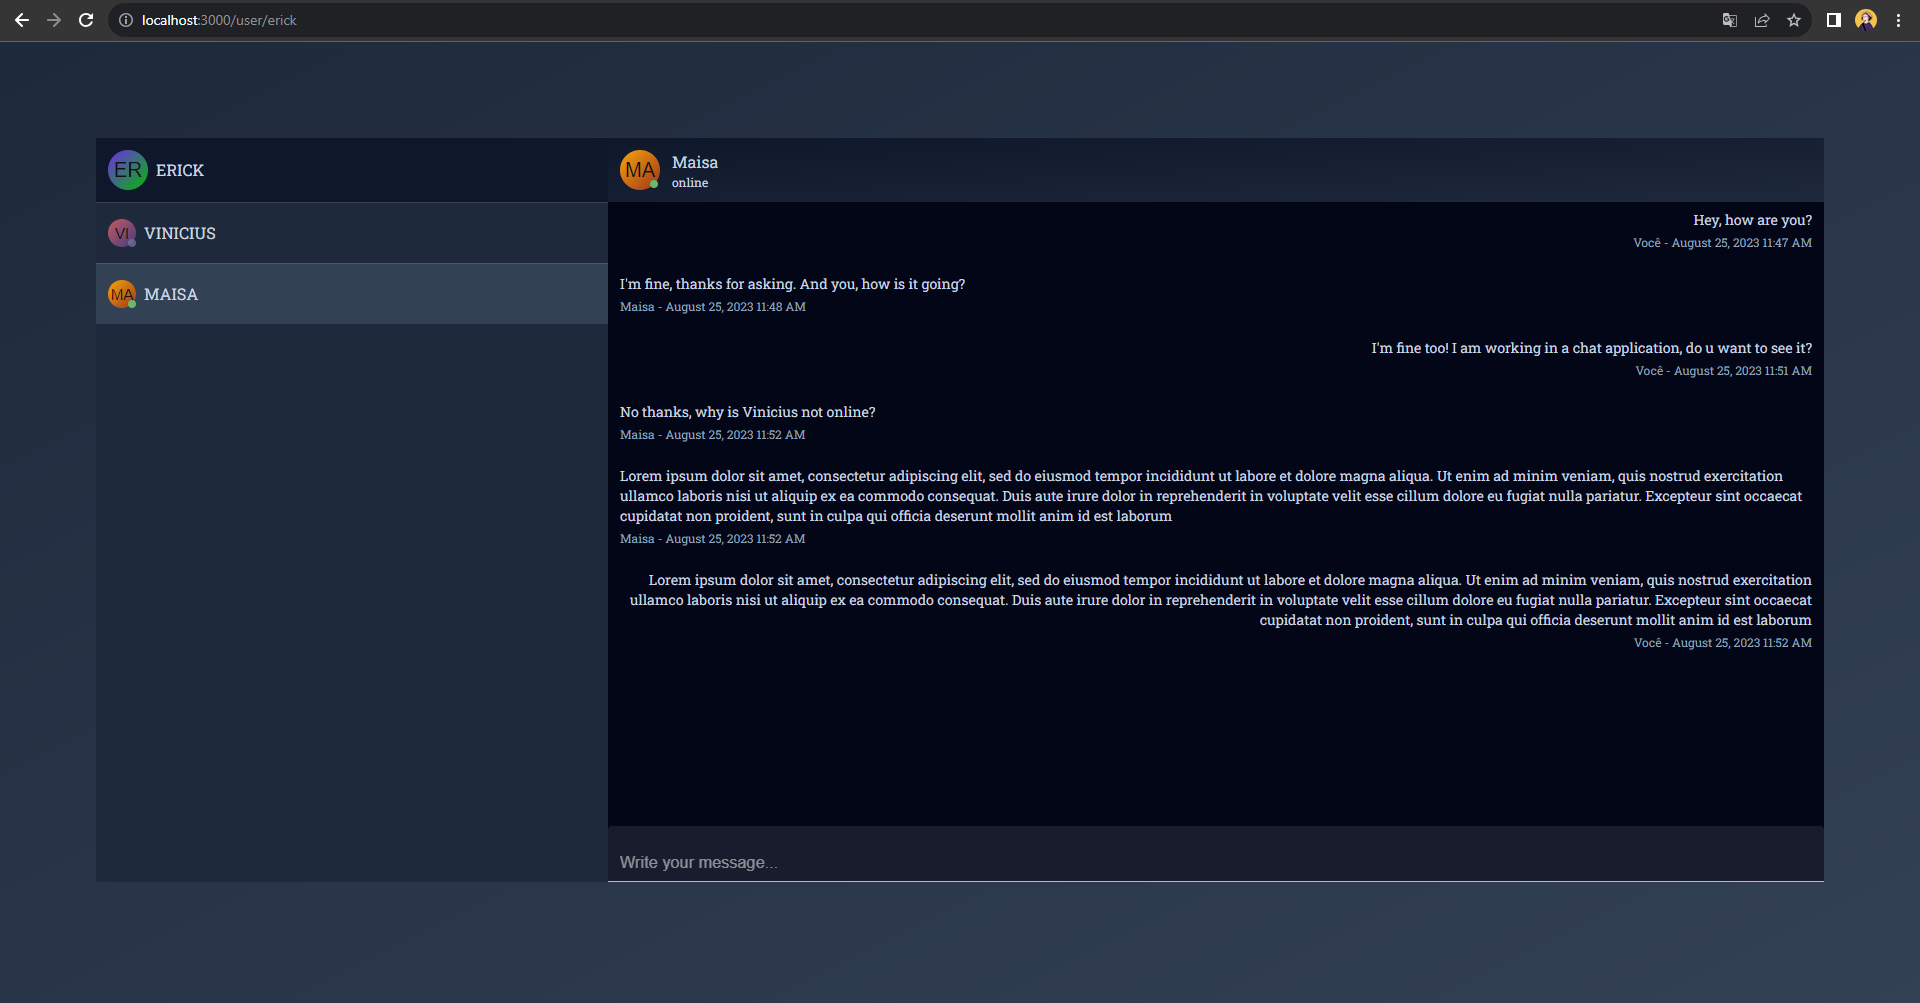 localhost:3000/user/erick
ER ERICK
VI VINICIUS
MA MAISA
MA Maisa
online
Hey, how are you?
Você - August 25, 2023 11:47 AM
I'm fine, thanks for asking. And you, how is it going?
Maisa - August 25, 2023 11:48 AM
I'm fine too! I am working in a chat application, do u want to see it?
Você - August 25, 2023 11:51 AM
No thanks, why is Vinicius not online?
Maisa - August 25, 2023 11:52 AM
Lorem ipsum dolor sit amet, consectetur adipiscing elit, sed do eiusmod tempor incididunt ut labore et dolore magna aliqua. Ut enim ad minim veniam, quis nostrud exercitation
ullamco laboris nisi ut aliquip ex ea commodo consequat. Duis aute irure dolor in reprehenderit in voluptate velit esse cillum dolore eu fugiat nulla pariatur. Excepteur sint occaecat
cupidatat non proident, sunt in culpa qui officia deserunt mollit anim id est laborum
Maisa - August 25, 2023 11:52 AM
Lorem ipsum dolor sit amet, consectetur adipiscing elit, sed do eiusmod tempor incididunt ut labore et dolore magna aliqua. Ut enim ad minim veniam, quis nostrud exercitation
ullamco laboris nisi ut aliquip ex ea commodo consequat. Duis aute irure dolor in reprehenderit in voluptate velit esse cillum dolore eu fugiat nulla pariatur. Excepteur sint occaecat
cupidatat non proident, sunt in culpa qui officia deserunt mollit anim id est laborum
Você - August 25, 2023 11:52 AM
Write your message...